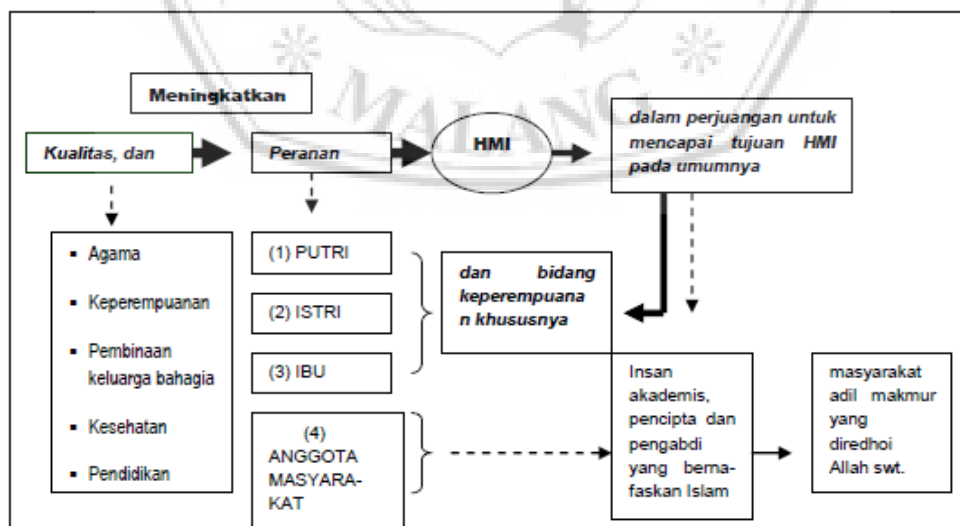 MALANG
Meningkatkan
Kualitas, dan
Peranan
HMI
dalam perjuangan untuk
mencapai tujuan HMI
pada umumnya
▪ Agama
▪ Keperempuanan
▪ Pembinaan
keluarga bahagia
▪ Kesehatan
▪ Pendidikan
(1) PUTRI
(2) ISTRI
(3) IBU
(4)
ANGGOTA
MASYARA-
KAT
dan bidang
keperempuana
n khususnya
Insan
akademis,
pencipta dan
pengabdi
yang berna-
faskan Islam
masyarakat
adil makmur
yang
diredhoi
Allah swt.